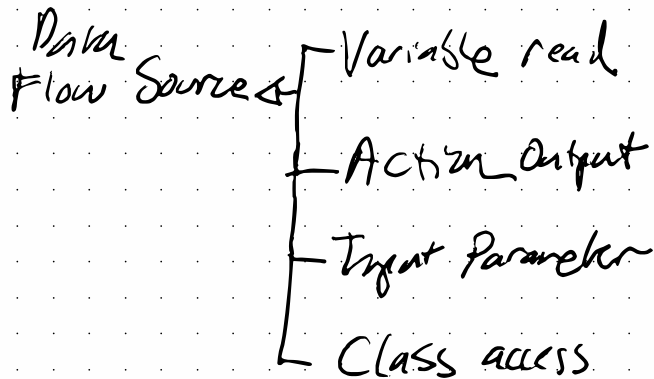 Data
Flow Source
Variable read
Action Output
Input Parameter
Class access